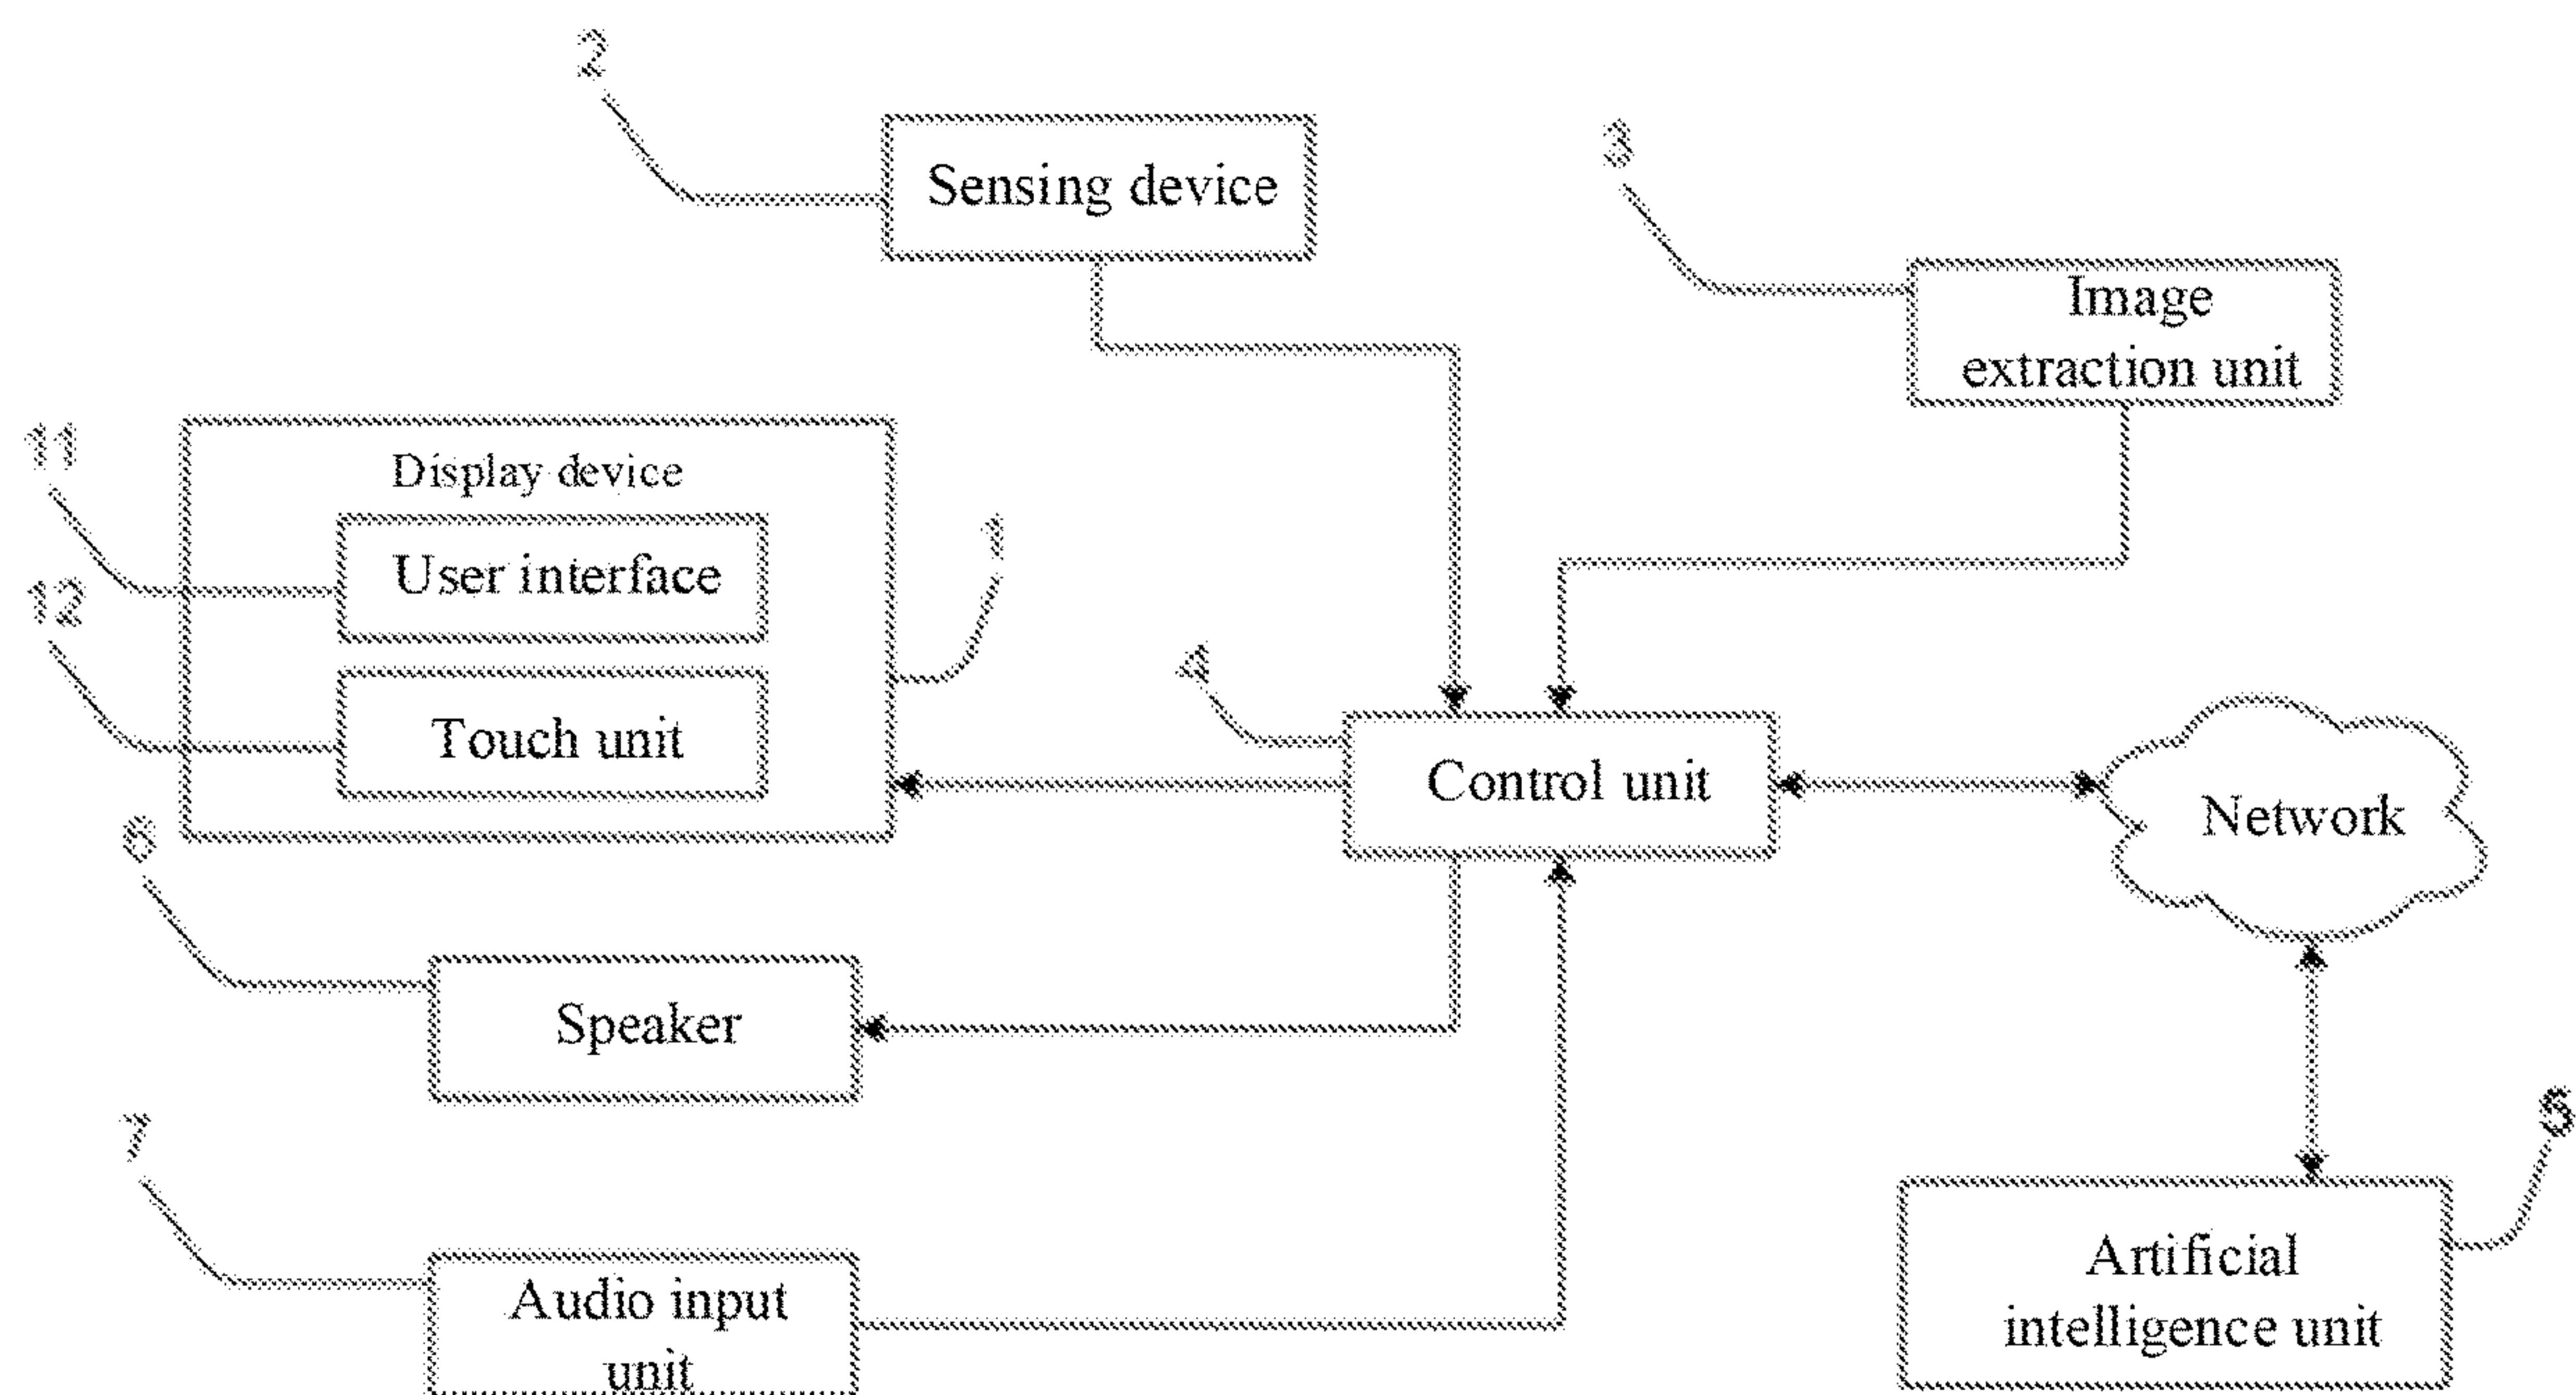 2
Sensing device
3
Image
extraction unit
11
Display device
1
User interface
12
4
Touch unit
Control unit
Network
6
Speaker
7
5
Artificial
intelligence unit
Audio input
unit